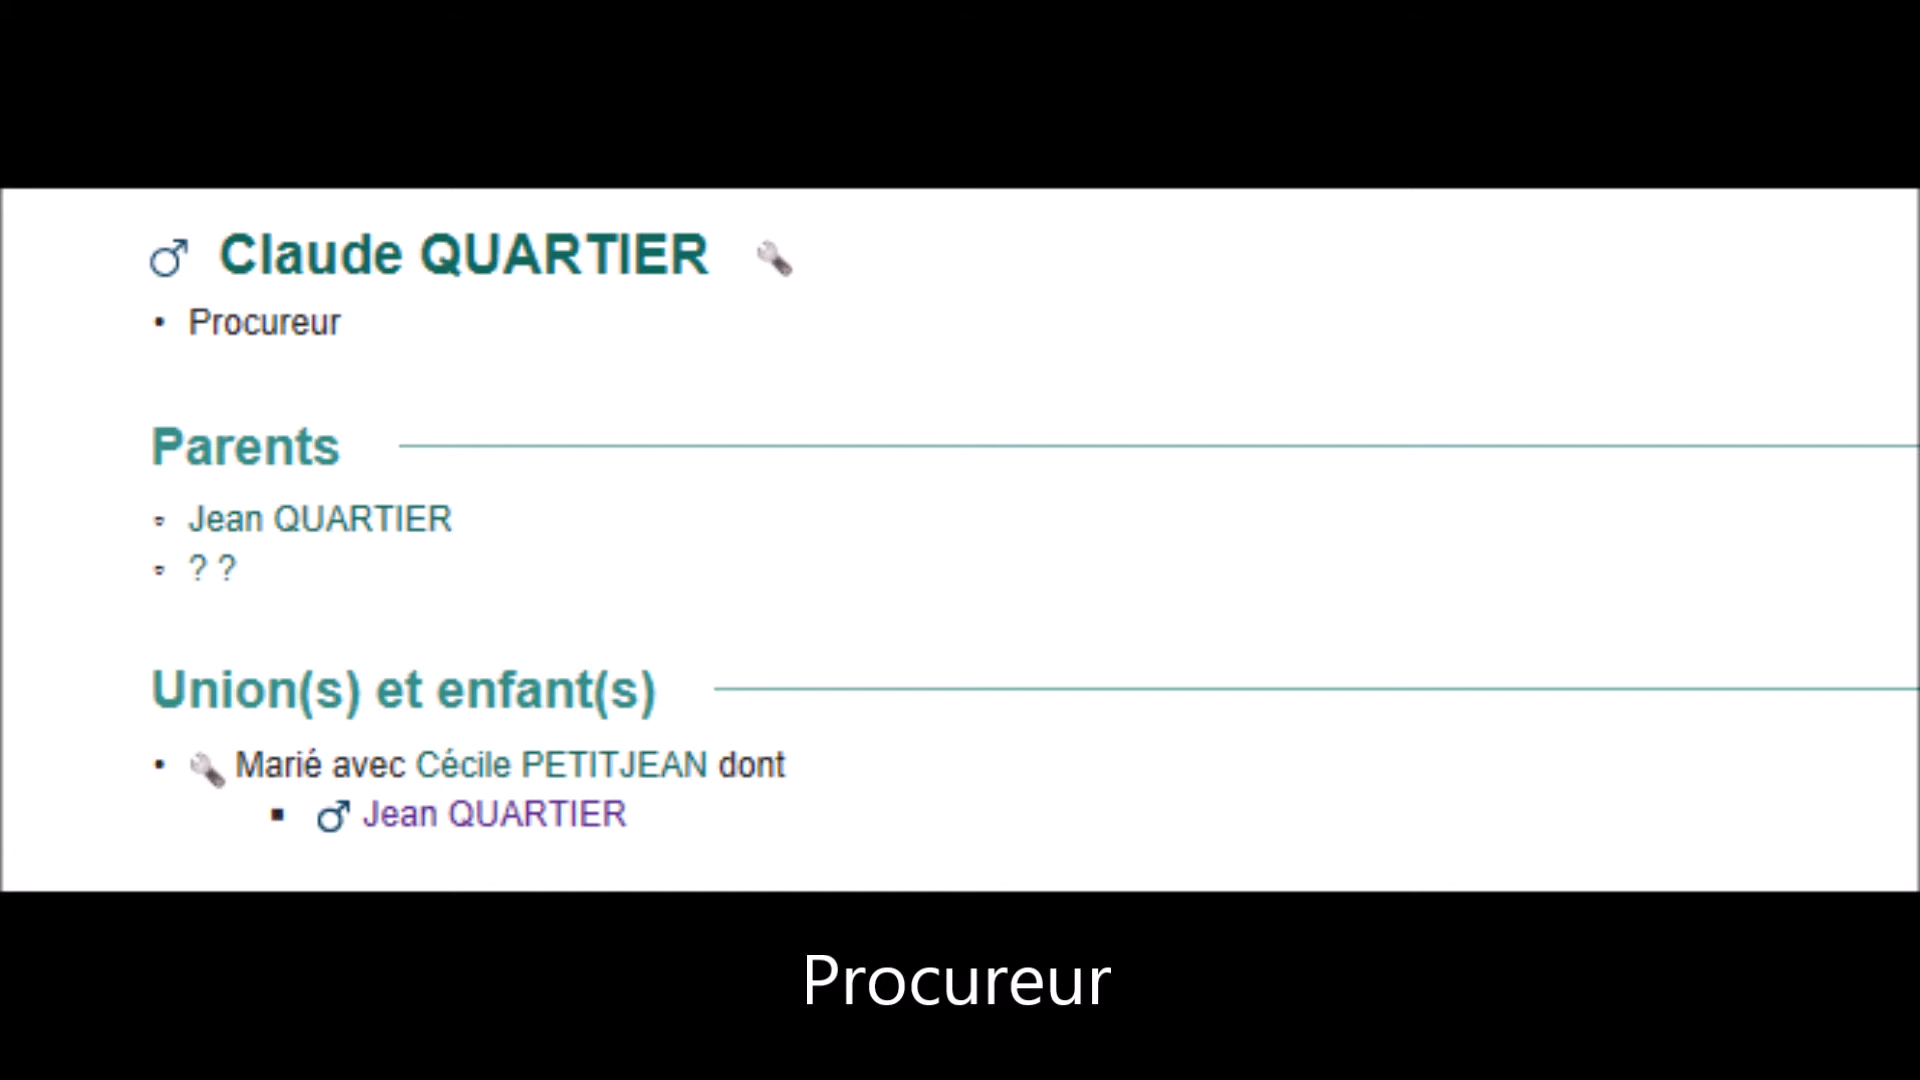 Claude QUARTIER
• Procureur
Parents
Jean QUARTIER
? ?
Union(s) et enfant(s)
• Marié avec Cécile PETITJEAN dont
▪ Jean QUARTIER
Procureur